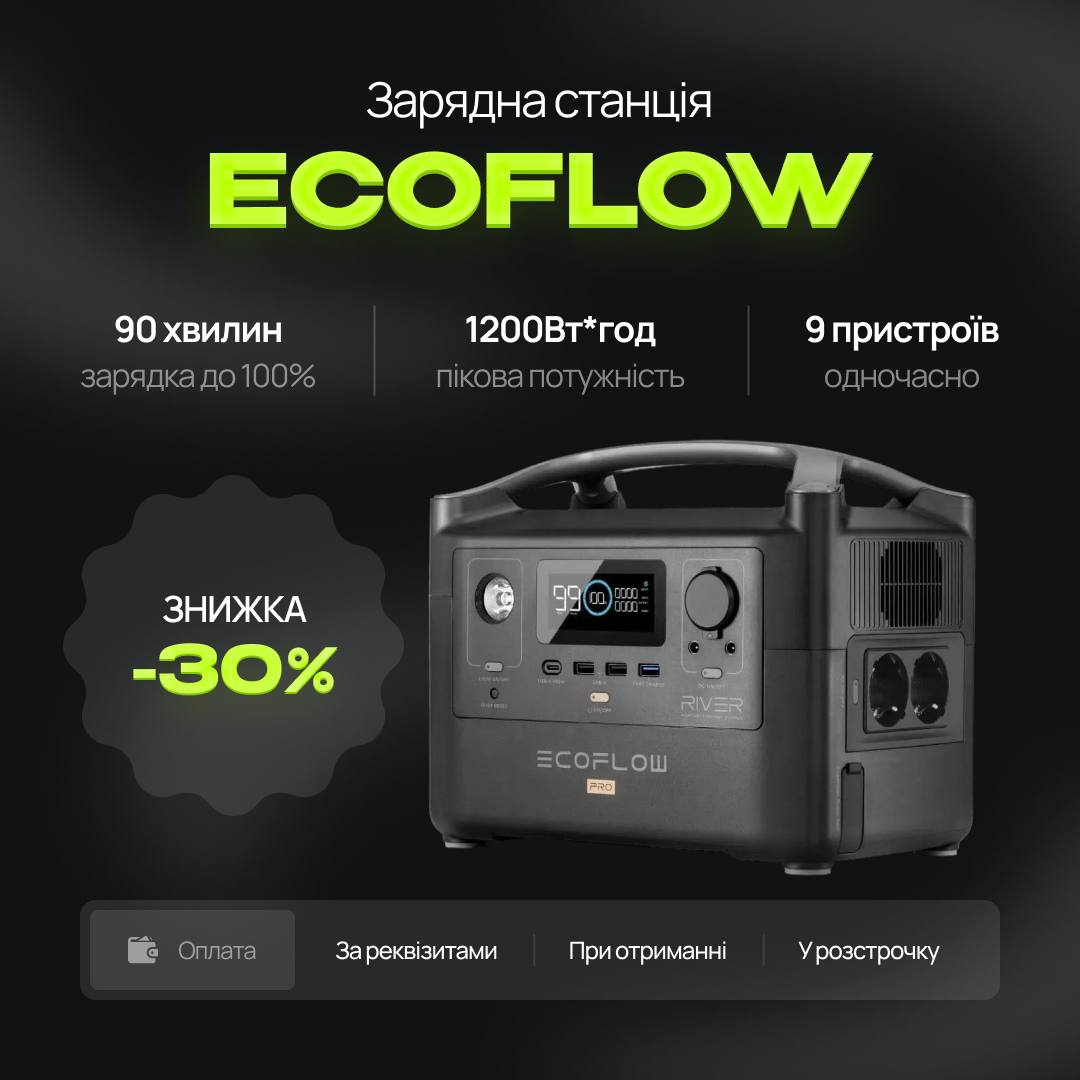 Зарядна станція
ECOFLOW
90 хвилин
зарядка до 100%
1200Вт*год
пікова потужність
9 пристроїв
одночасно
ЗНИЖКА
-30%
99
100
RIVER
ECOFLOW
PRO
Оплата
За реквізитами
При отриманні
У розстрочку